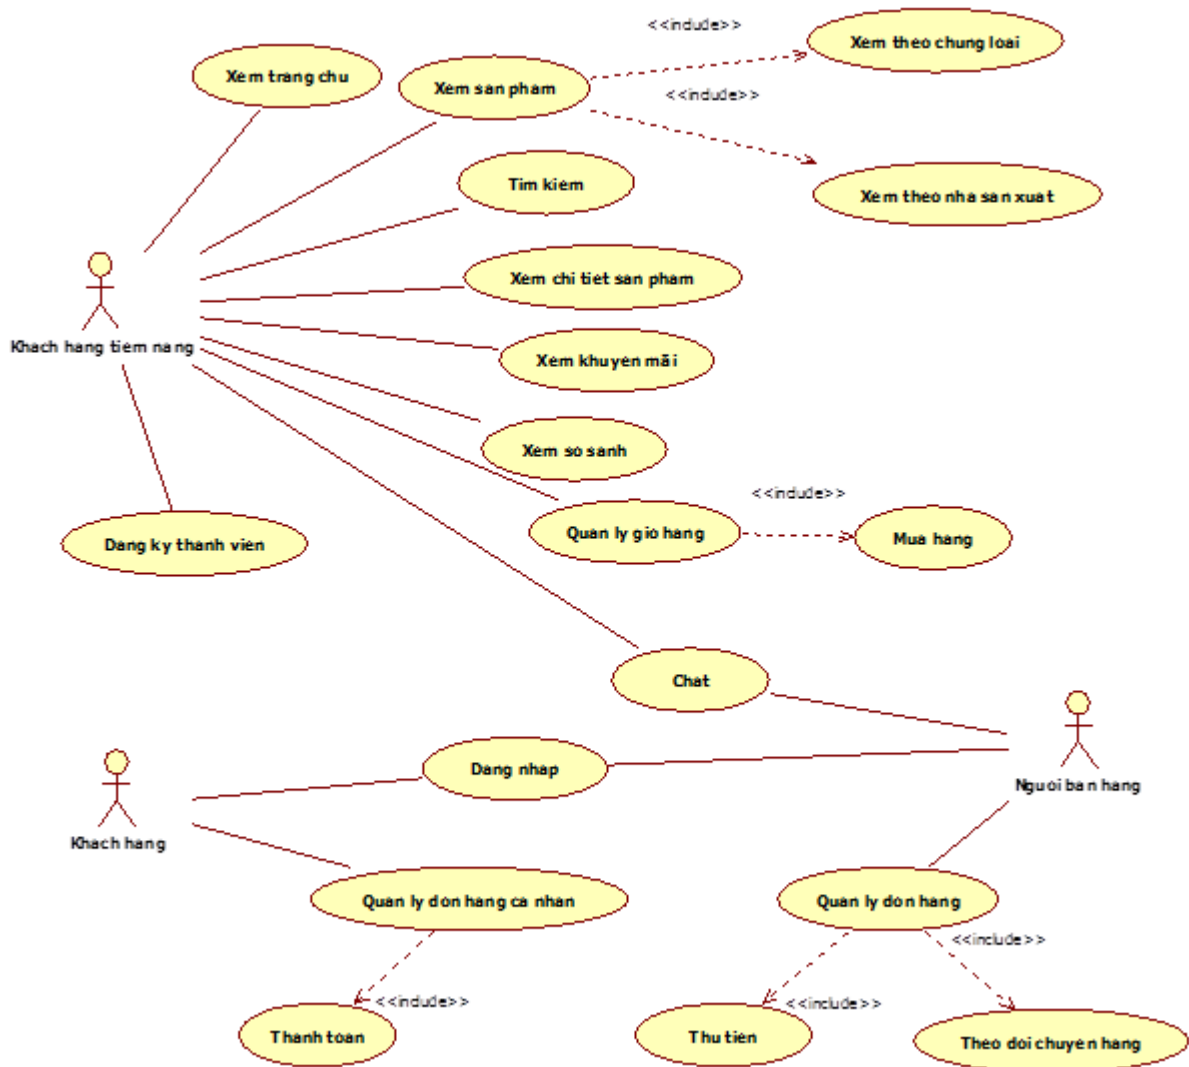 <<include>>
Xem theo chung loai
Xem trang chu
Xem san pham
<<include>>
Tim kiem
Xem theo nha san xuat
Xem chi tiet san pham
Khach hang tiem nang
Xem khuyen mãi
Xem so sanh
<<include>>
Dang ky thanh vien
Quan ly gio hang
Mua hang
Chat
Dang nhap
Nguoi ban hang
Khach hang
Quan ly don hang ca nhan
Quan ly don hang
<<include>>
<<include>>
<<include>>
Thanh toan
Thu tien
Theo doi chuyen hang